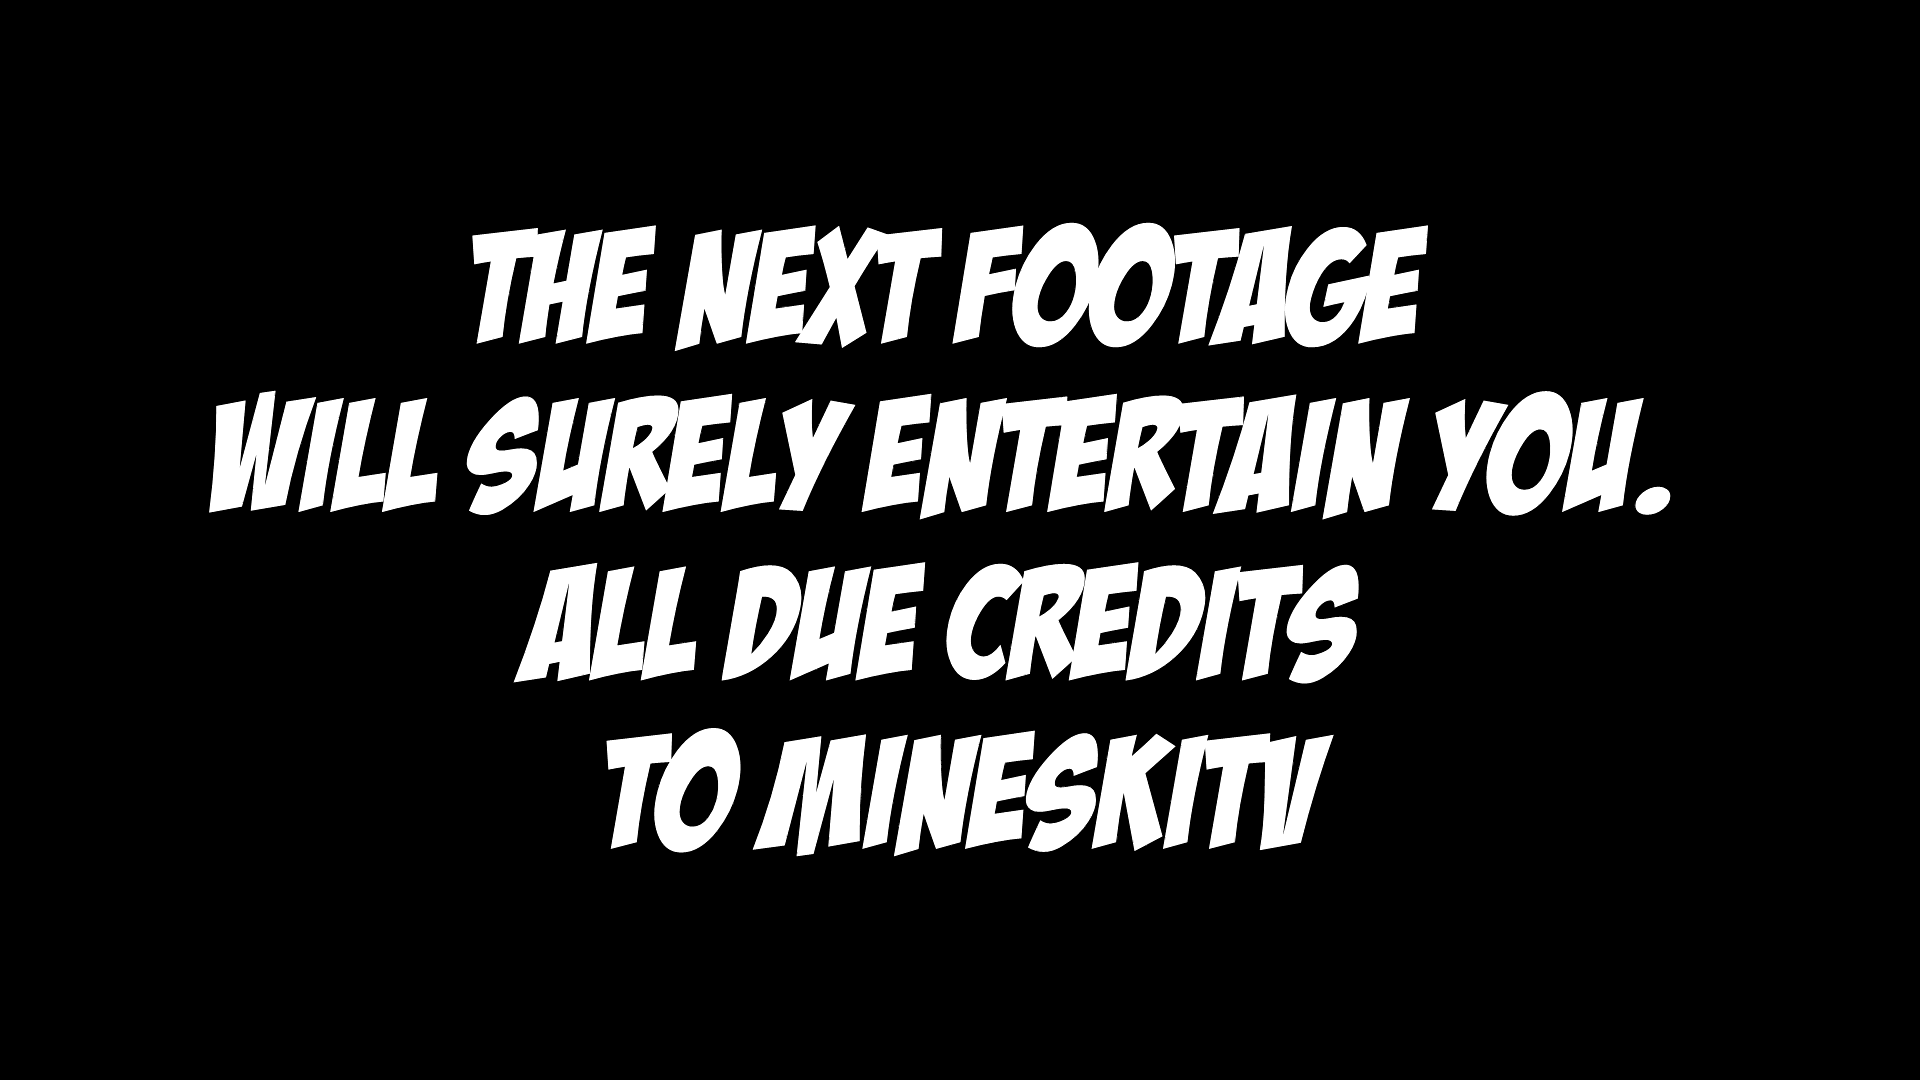 THE NEXT FOOTAGE
WILL SURELY ENTERTAIN YOU.
ALL DUE CREDITS
TO MINESKITV